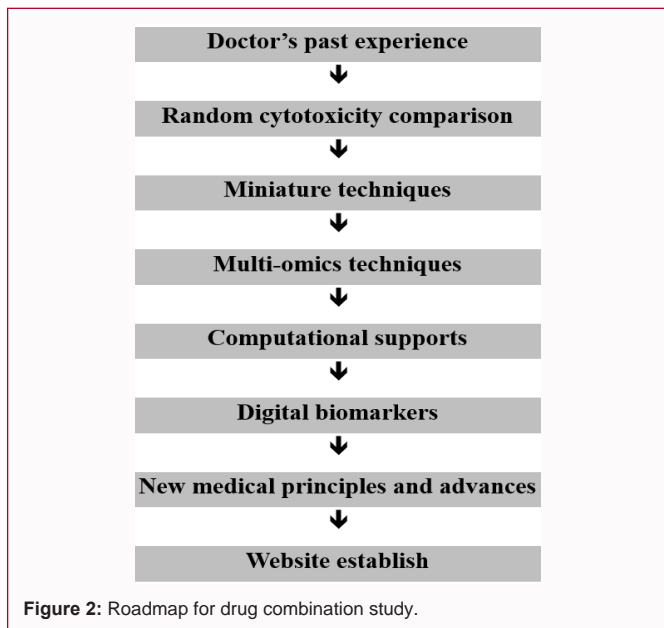 Doctor's past experience
↓
Random cytotoxicity comparison
↓
Miniature techniques
↓
Multi-omics techniques
↓
Computational supports
↓
Digital biomarkers
↓
New medical principles and advances
↓
Website establish
Figure 2: Roadmap for drug combination study.